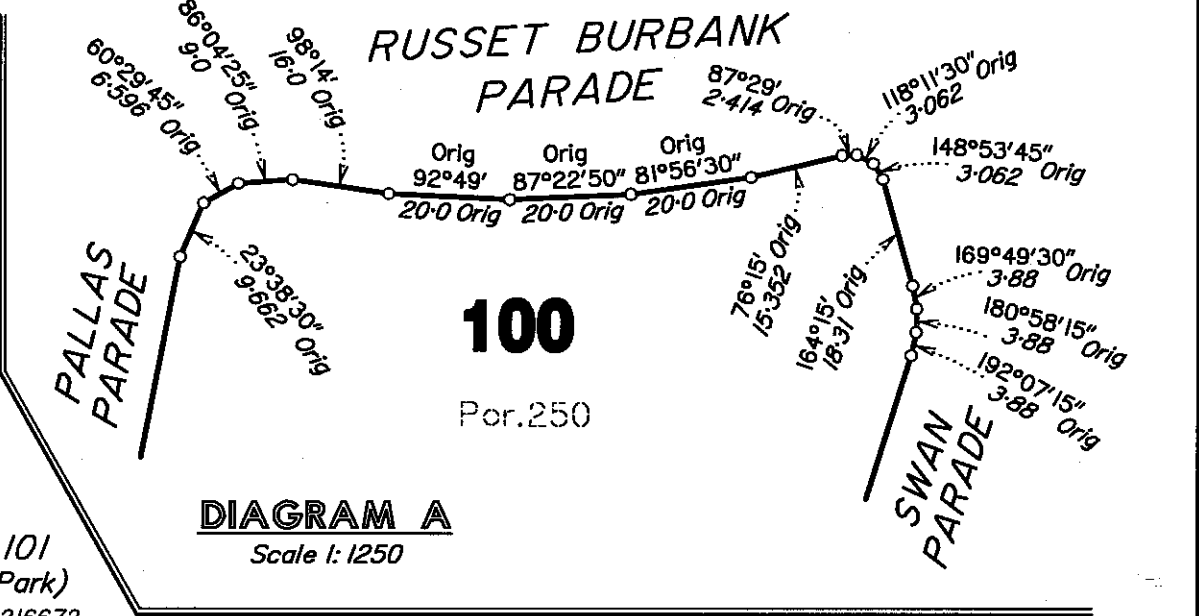 RUSSET BURBANK
PARADE
60°29'45"
6·596 Orig
86°04'25"
9·0 Orig
98°14'
16·0 Orig
Orig
92°49'
20·0 Orig
Orig
87°22'50"
20·0 Orig
Orig
81°56'30"
20·0 Orig
87°29'
2·414 Orig
118°11'30"
3·062 Orig
148°53'45"
3·062 Orig
76°15' Orig
15·352
164°15' Orig
18·31
169°49'30"
3·88 Orig
180°58'15"
3·88 Orig
192°07'15"
3·88 Orig
23°38'30"
9·662 Orig
PALLAS
PARADE
100
Por.250
SWAN
PARADE
DIAGRAM A
Scale 1: 1250
101
Park)